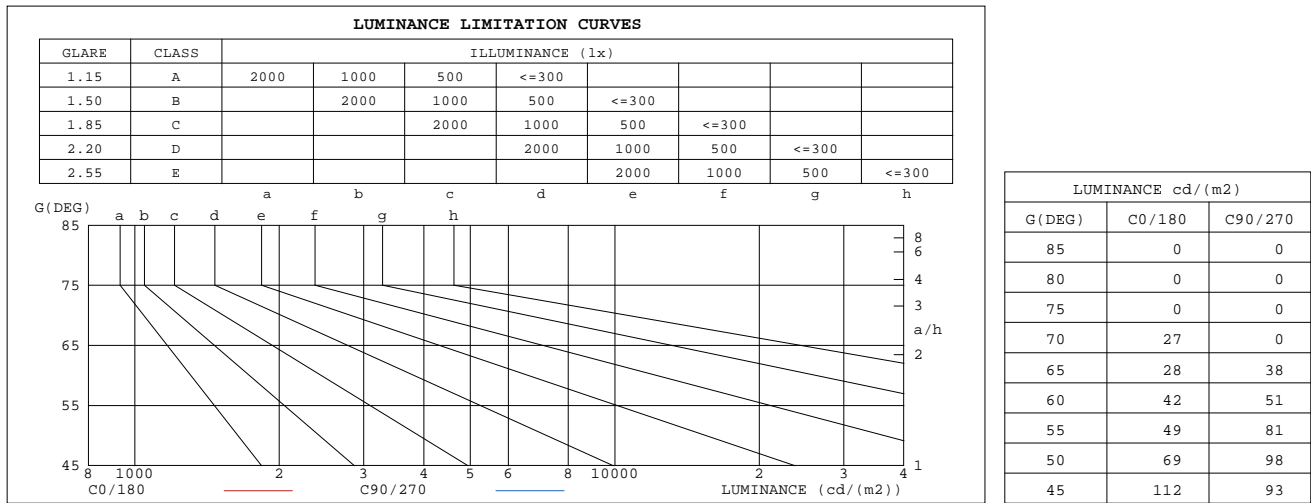 LUMINANCE LIMITATION CURVES
GLARE CLASS ILLUMINANCE (lx)
1.15 A 2000 1000 500 <=300
1.50 B 2000 1000 500 <=300
1.85 C 2000 1000 500 <=300
2.20 D 2000 1000 500 <=300
2.55 E 2000 1000 500 <=300
a b c d e f g h
G(DEG)
a b c d e f g h
85
8
6
75
4
3
a/h
65
2
55
45
1
8 1000 2 3 4 5 6 8 10000 2 3 4
C0/180 C90/270 LUMINANCE (cd/(m2))
LUMINANCE cd/(m2)
G(DEG) C0/180 C90/270
85 0 0
80 0 0
75 0 0
70 27 0
65 28 38
60 42 51
55 49 81
50 69 98
45 112 93